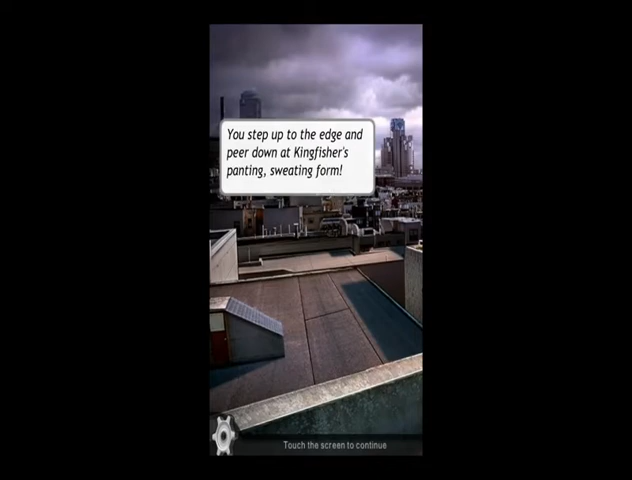 You step up to the edge and
peer down at Kingfisher's
panting, sweating form!
Touch the screen to continue